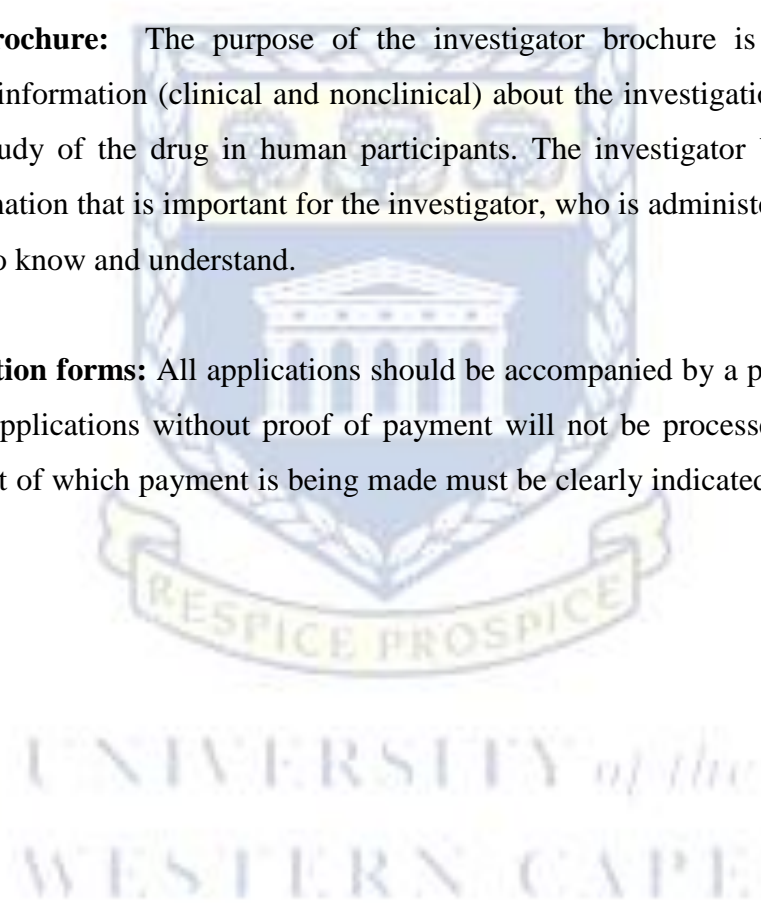 rochure: The purpose of the investigator brochure is
information (clinical and nonclinical) about the investigatio
udy of the drug in human participants. The investigator
nation that is important for the investigator, who is administe
o know and understand.
tion forms: All applications should be accompanied by a p
pplications without proof of payment will not be processe
t of which payment is being made must be clearly indicated
RESPICE PROSPICE
UNIVERSITY of the
WESTERN CAPE